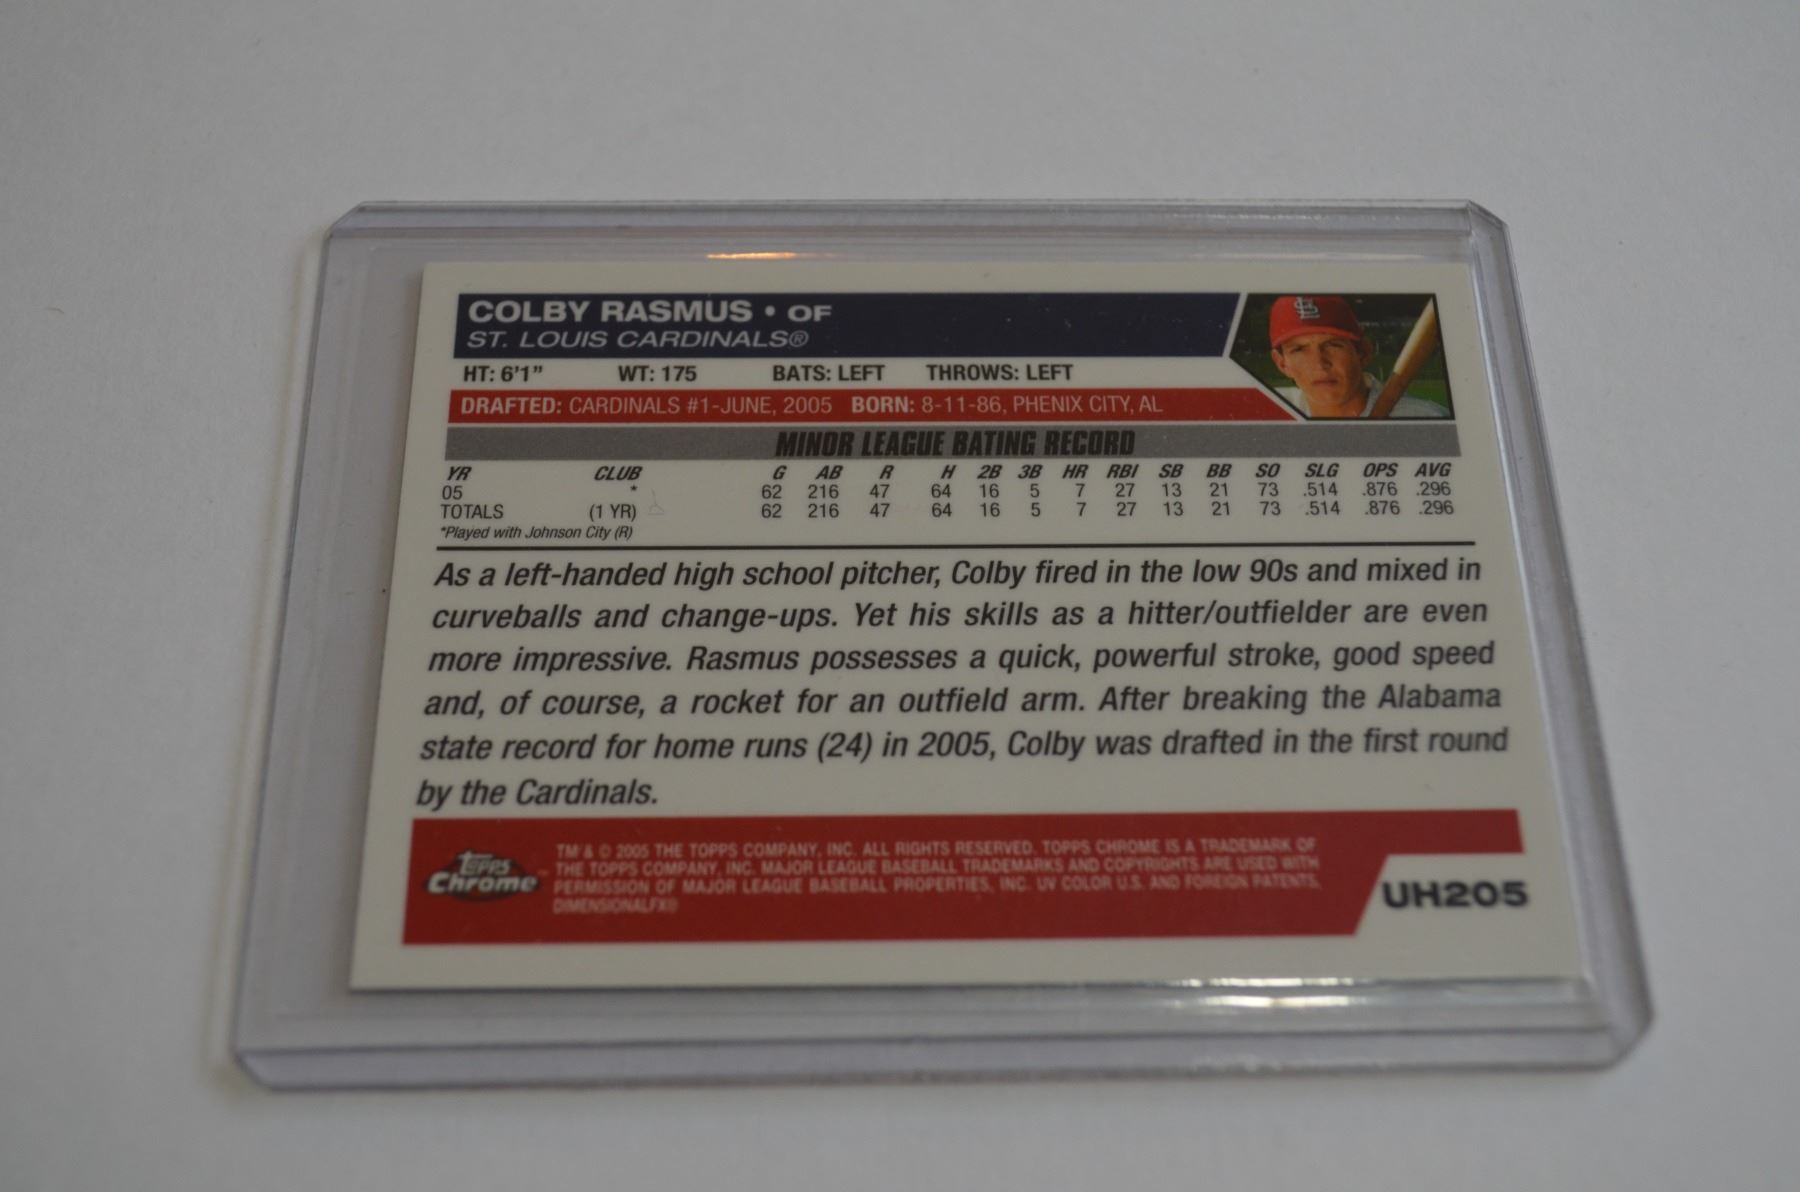 COLBY RASMUS • OF
ST. LOUIS CARDINALS®
HT: 6'1" WT: 175 BATS: LEFT THROWS: LEFT
DRAFTED: CARDINALS #1-JUNE, 2005 BORN: 8-11-86, PHENIX CITY, AL
MINOR LEAGUE BATING RECORD
YR CLUB G AB R H 2B 3B HR RBI SB BB SO SLG OPS AVG
05 * 62 216 47 64 16 5 7 27 13 21 73 .514 .876 .296
TOTALS (1 YR) 62 216 47 64 16 5 7 27 13 21 73 .514 .876 .296
*Played with Johnson City (R)
As a left-handed high school pitcher, Colby fired in the low 90s and mixed in
curveballs and change-ups. Yet his skills as a hitter/outfielder are even
more impressive. Rasmus possesses a quick, powerful stroke, good speed
and, of course, a rocket for an outfield arm. After breaking the Alabama
state record for home runs (24) in 2005, Colby was drafted in the first round
by the Cardinals.
Topps Chrome™
TM & © 2005 THE TOPPS COMPANY, INC. ALL RIGHTS RESERVED. TOPPS CHROME IS A TRADEMARK OF
THE TOPPS COMPANY, INC. MAJOR LEAGUE BASEBALL TRADEMARKS AND COPYRIGHTS ARE USED WITH
PERMISSION OF MAJOR LEAGUE BASEBALL PROPERTIES, INC. UV COLOR U.S. AND FOREIGN PATENTS,
DIMENSIONALFX®
UH205